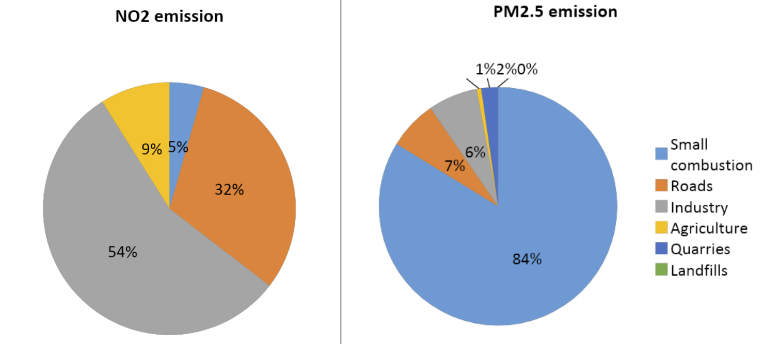 NO2 emission
9%
5%
32%
54%
PM2.5 emission
1%2%0%
6%
7%
84%
Small
combustion
Roads
Industry
Agriculture
Quarries
Landfills